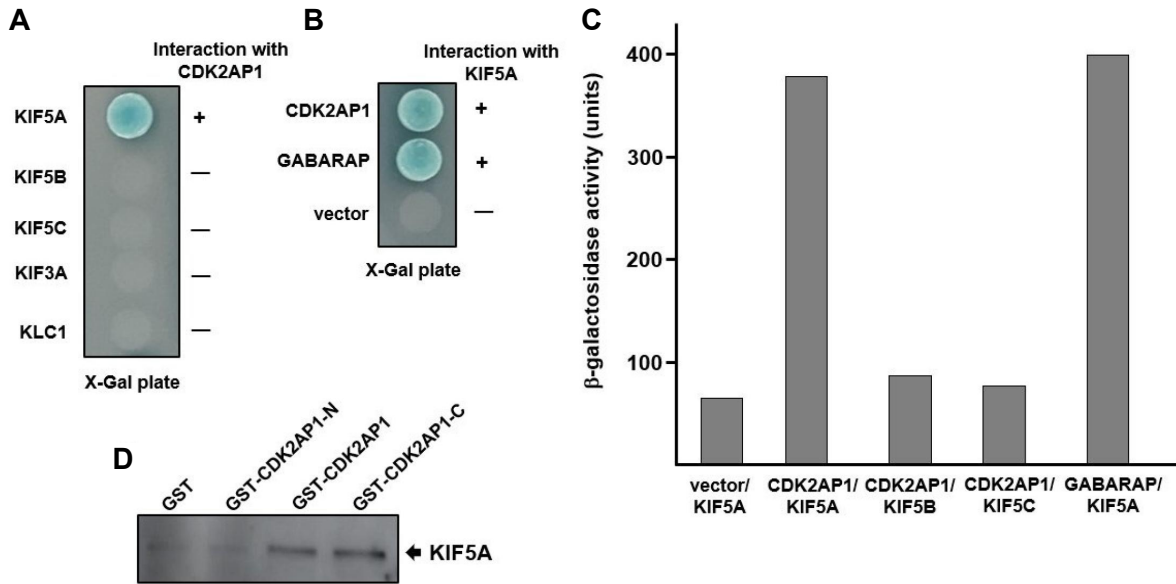 A
Interaction with
CDK2AP1
KIF5A
+
KIF5B
—
KIF5C
—
KIF3A
—
KLC1
—
X-Gal plate
B
Interaction with
KIF5A
CDK2AP1
+
GABARAP
+
vector
—
X-Gal plate
C
β-galactosidase activity (units)
400
300
200
100
0
vector/
KIF5A
CDK2AP1/
KIF5A
CDK2AP1/
KIF5B
CDK2AP1/
KIF5C
GABARAP/
KIF5A
D
GST
GST-CDK2AP1-N
GST-CDK2AP1
GST-CDK2AP1-C
KIF5A